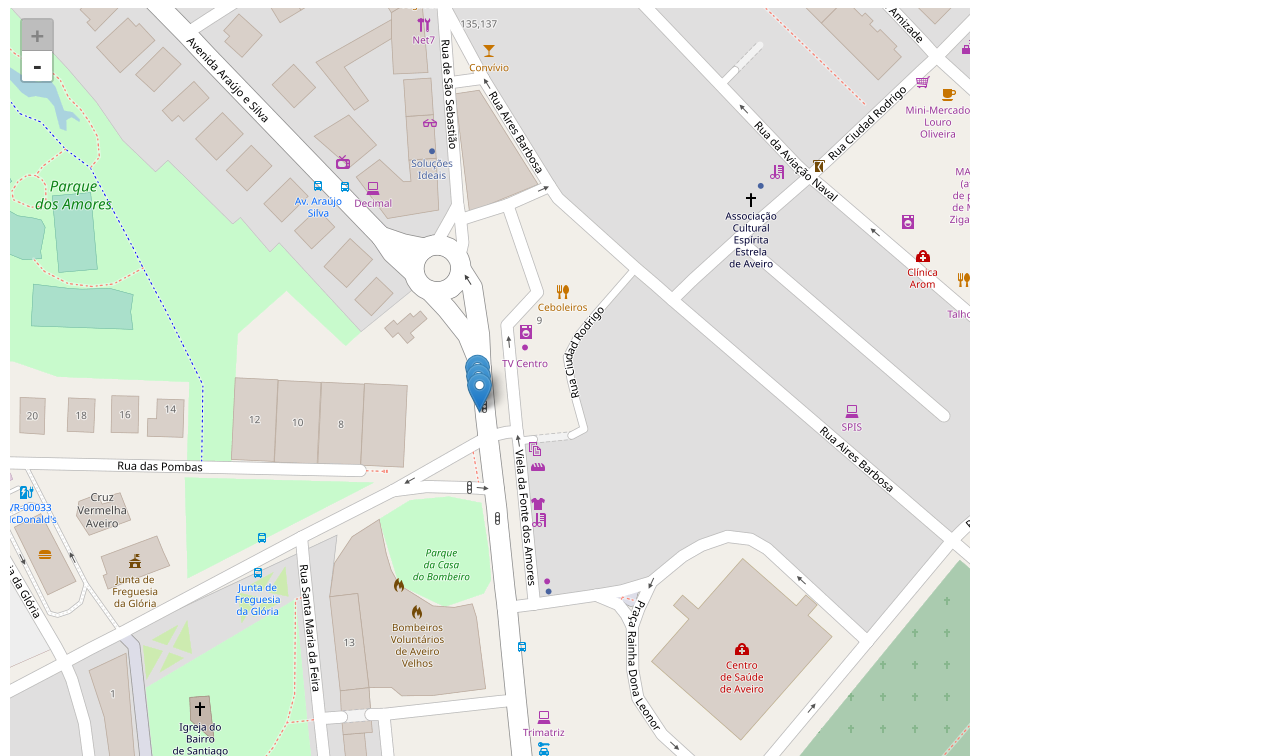 +
-
Net7
135,137
Convívio
Amizade
Avenida Araújo e Silva
Rua de São Sebastião
Rua Aires Barbosa
Mini-Mercado
Louro
Oliveira
Rua Ciudad Rodrigo
Rua da Aviação Naval
Soluções
Ideais
Parque
dos Amores
Av. Araújo
Silva
Decimal
MA
(a
de p
de M
Ziga
Associação
Cultural
Espírita
Estrela
de Aveiro
Clínica
Arom
Talho
Ceboleiros
9
Rua Ciudad Rodrigo
TV Centro
20
18
16
14
12
10
8
SPIS
Rua Aires Barbosa
Rua das Pombas
Viela da Fonte dos Amores
VR-00033
McDonald's
Cruz
Vermelha
Aveiro
Parque
da Casa
do Bombeiro
Junta de
Freguesia
da Glória
Junta de
Freguesia
da Glória
ia da Glória
Rua Santa Maria da Feira
Bombeiros
Voluntários
de Aveiro
Velhos
13
Praça Rainha Dona Leonor
Centro
de Saúde
de Aveiro
1
Igreja do
Bairro
de Santiago
Trimatriz